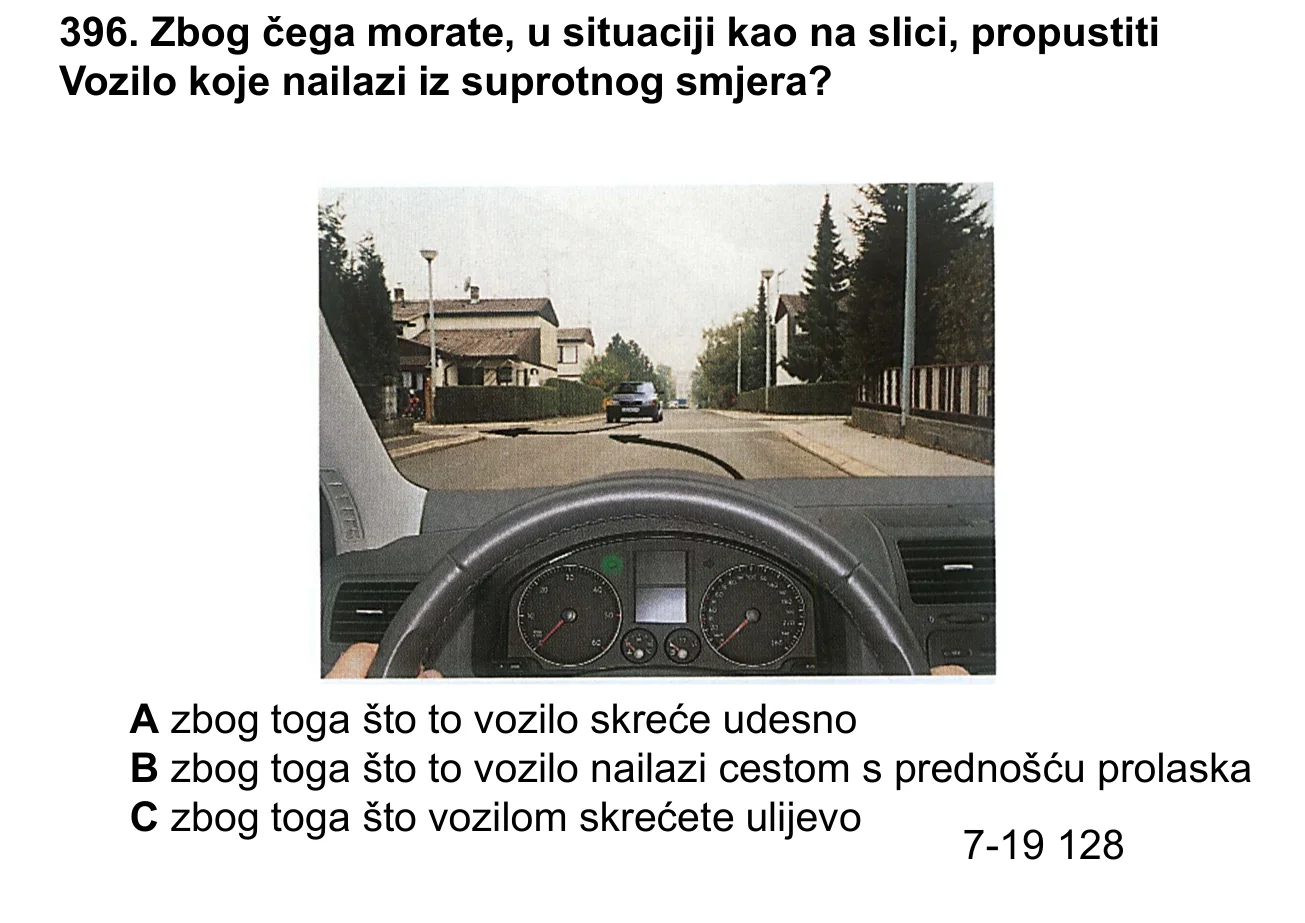 396. Zbog čega morate, u situaciji kao na slici, propustiti
Vozilo koje nailazi iz suprotnog smjera?
A zbog toga što to vozilo skreće udesno
B zbog toga što to vozilo nailazi cestom s prednošću prolaska
C zbog toga što vozilom skrećete ulijevo
7-19 128